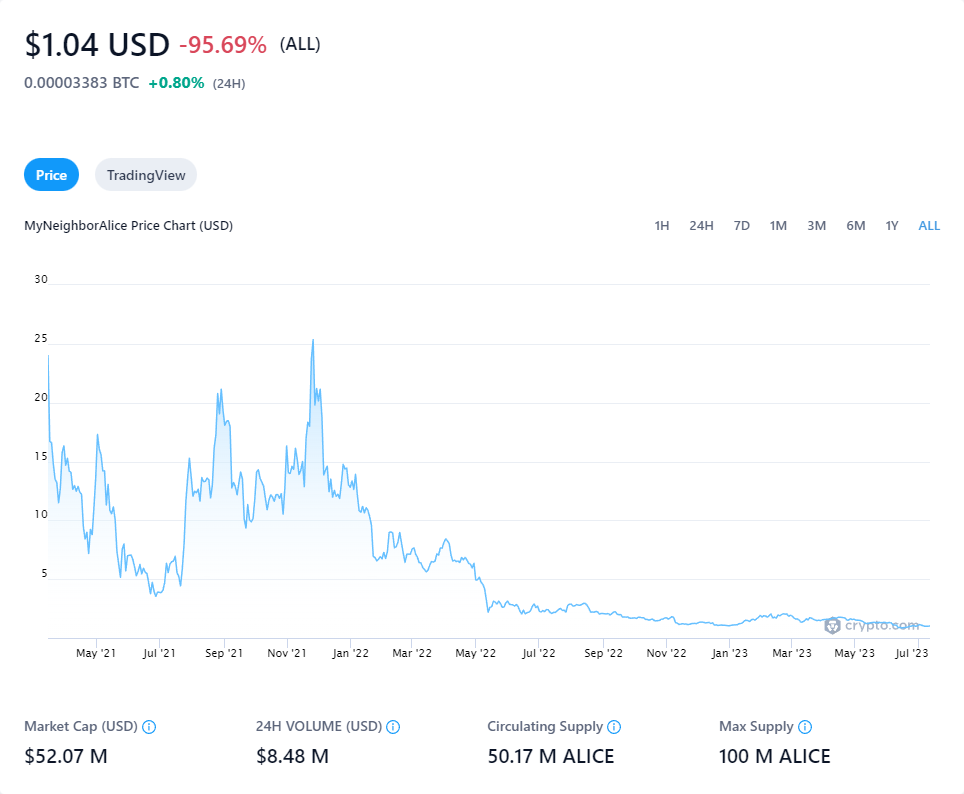 $1.04 USD -95.69% (ALL)
0.00003383 BTC +0.80% (24H)
Price TradingView
MyNeighborAlice Price Chart (USD) 1H 24H 7D 1M 3M 6M 1Y ALL
30
25
20
15
10
5
crypto.com
May '21 Jul '21 Sep '21 Nov '21 Jan '22 Mar '22 May '22 Jul '22 Sep '22 Nov '22 Jan '23 Mar '23 May '23 Jul '23
Market Cap (USD) 24H VOLUME (USD) Circulating Supply Max Supply
$52.07 M $8.48 M 50.17 M ALICE 100 M ALICE